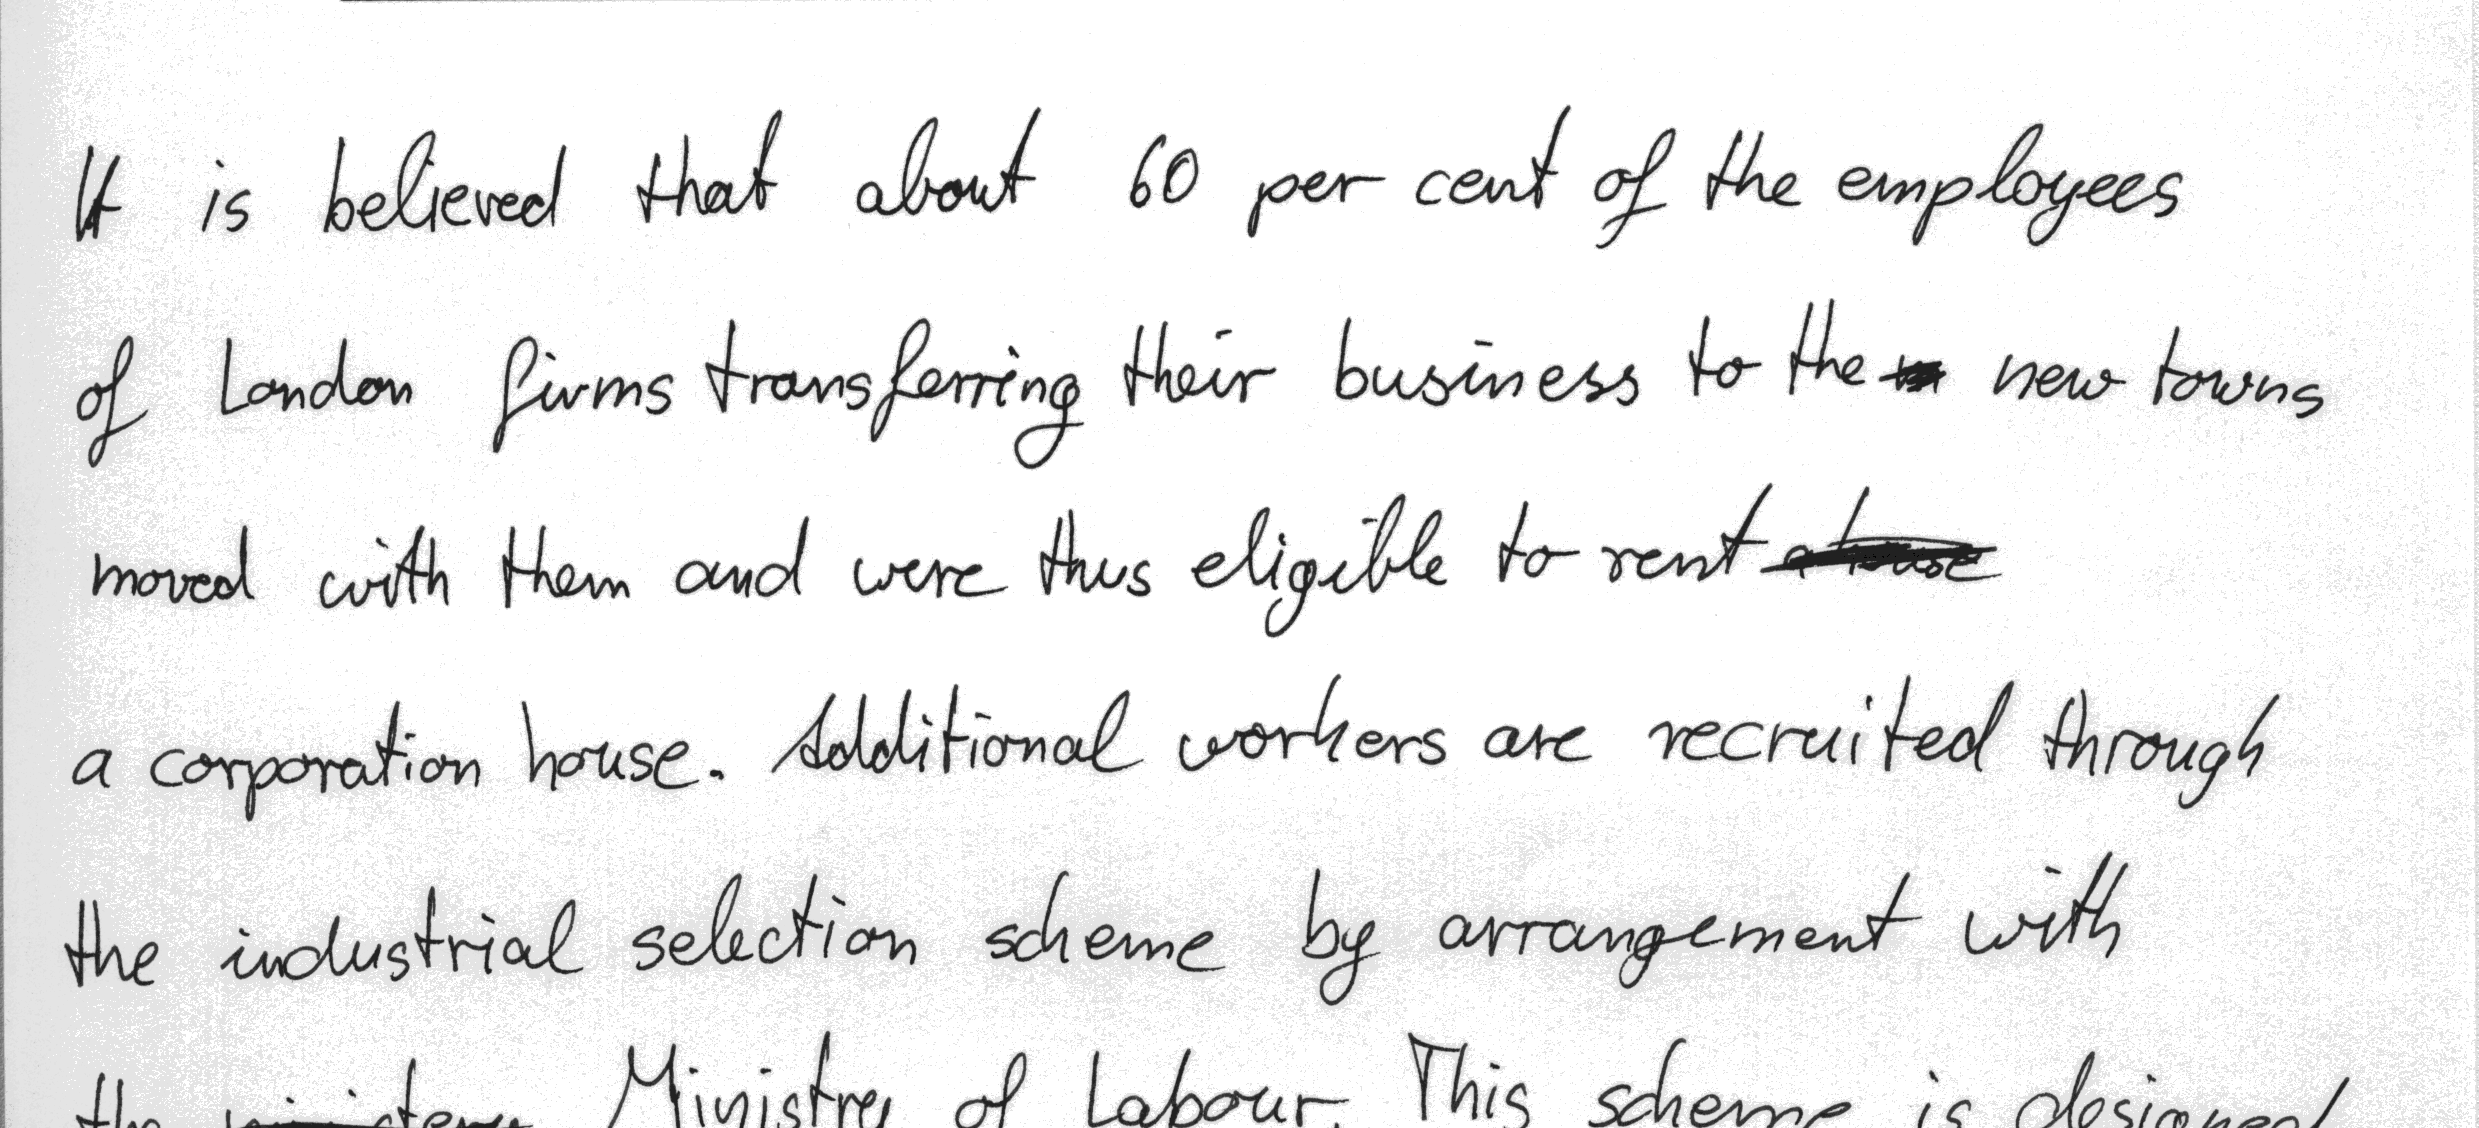 It is believed that about 60 per cent of the employees
of London firms transferring their business to the new towns
moved with them and were thus eligible to rent
a corporation house. Additional workers are recruited through
the industrial selection scheme by arrangement with
the Ministry of Labour. This scheme is designed